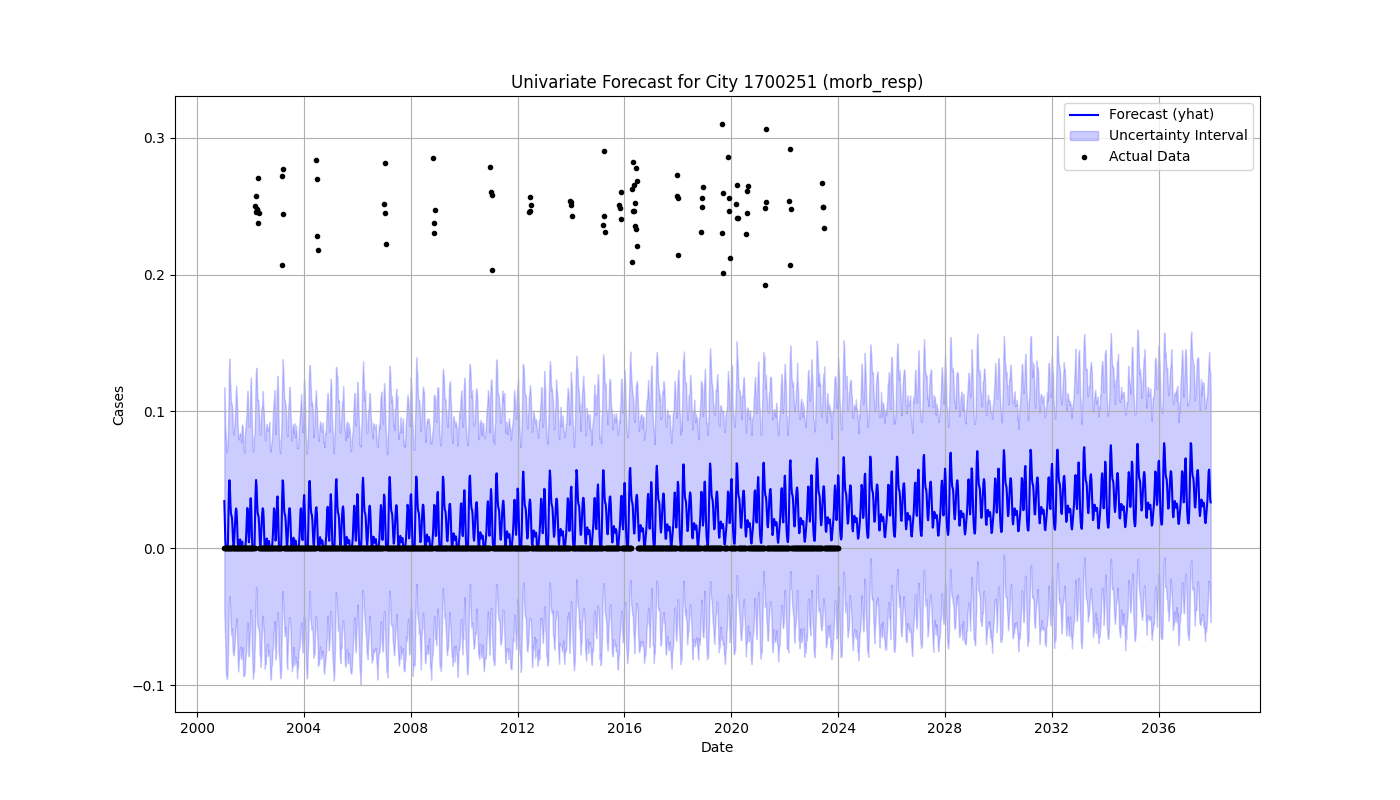 Univariate Forecast for City 1700251 (morb_resp)
Forecast (yhat)
Uncertainty Interval
Actual Data
Cases
0.3
0.2
0.1
0.0
−0.1
2000 2004 2008 2012 2016 2020 2024 2028 2032 2036
Date